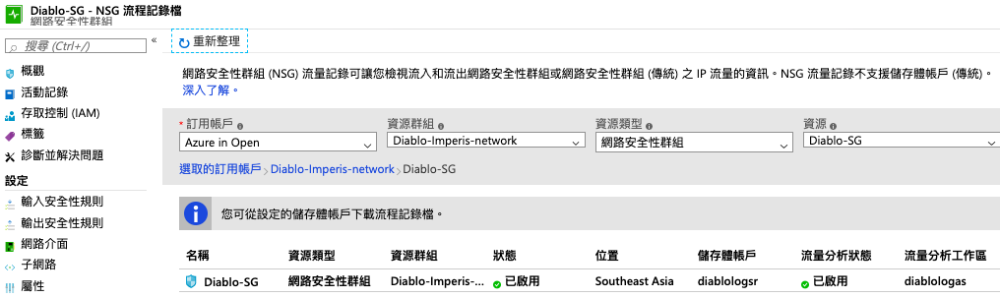 Diablo-SG - NSG 流程記錄檔
網路安全性群組
搜尋 (Ctrl+/)
«
概觀
活動記錄
存取控制 (IAM)
標籤
診斷並解決問題
設定
輸入安全性規則
輸出安全性規則
網路介面
子網路
屬性
重新整理
網路安全性群組 (NSG) 流量記錄可讓您檢視流入和流出網路安全性群組或網路安全性群組 (傳統) 之 IP 流量的資訊。NSG 流量記錄不支援儲存體帳戶 (傳統)。
深入了解。
* 訂用帳戶 資源群組 資源類型 資源
Azure in Open Diablo-Imperis-network 網路安全性群組 Diablo-SG
選取的訂用帳戶 › Diablo-Imperis-network › Diablo-SG
您可從設定的儲存體帳戶下載流程記錄檔。
名稱 資源類型 資源群組 狀態 位置 儲存體帳戶 流量分析狀態 流量分析工作區
Diablo-SG 網路安全性群組 Diablo-Imperis-... 已啟用 Southeast Asia diablologsr 已啟用 diablologas